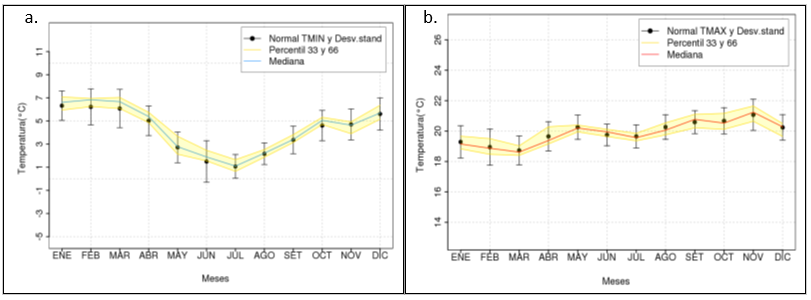 a.
Normal TMIN y Desv.stand
Percentil 33 y 66
Mediana
Temperatura(°C)
11
9
7
5
3
1
-1
-3
-5
ENE FEB MAR ABR MAY JUN JUL AGO SET OCT NOV DIC
Meses
b.
Normal TMAX y Desv.stand
Percentil 33 y 66
Mediana
Temperatura(°C)
26
24
22
20
18
16
14
ENE FEB MAR ABR MAY JUN JUL AGO SET OCT NOV DIC
Meses